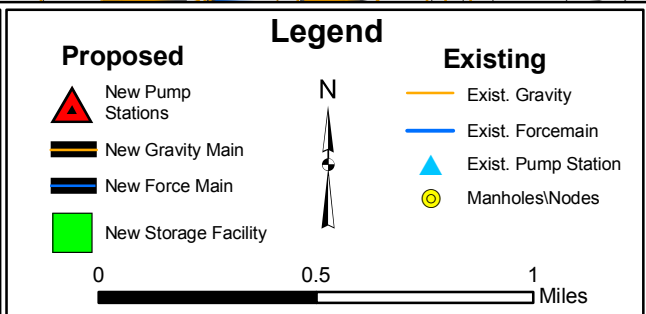 Legend
Proposed
New Pump
Stations
New Gravity Main
New Force Main
New Storage Facility
N
Existing
Exist. Gravity
Exist. Forcemain
Exist. Pump Station
Manholes\Nodes
0 0.5 1
Miles